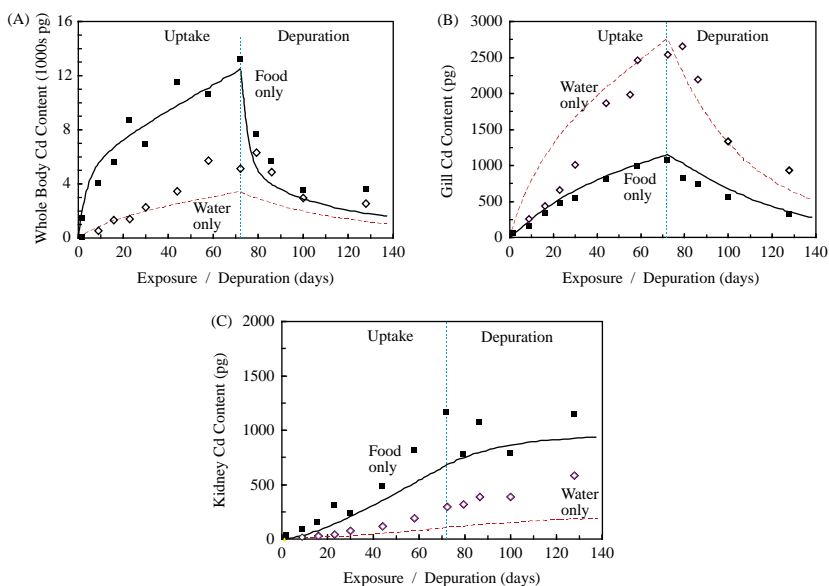 (A)
16
12
8
4
0
Whole Body Cd Content (1000s pg)
Uptake
Depuration
Food
only
Water
only
0 20 40 60 80 100 120 140
Exposure / Depuration (days)
(B)
3000
2500
2000
1500
1000
500
0
Gill Cd Content (pg)
Uptake
Depuration
Water
only
Food
only
0 20 40 60 80 100 120 140
Exposure / Depuration (days)
(C)
2000
1500
1000
500
0
Kidney Cd Content (pg)
Uptake
Depuration
Food
only
Water
only
0 20 40 60 80 100 120 140
Exposure / Depuration (days)